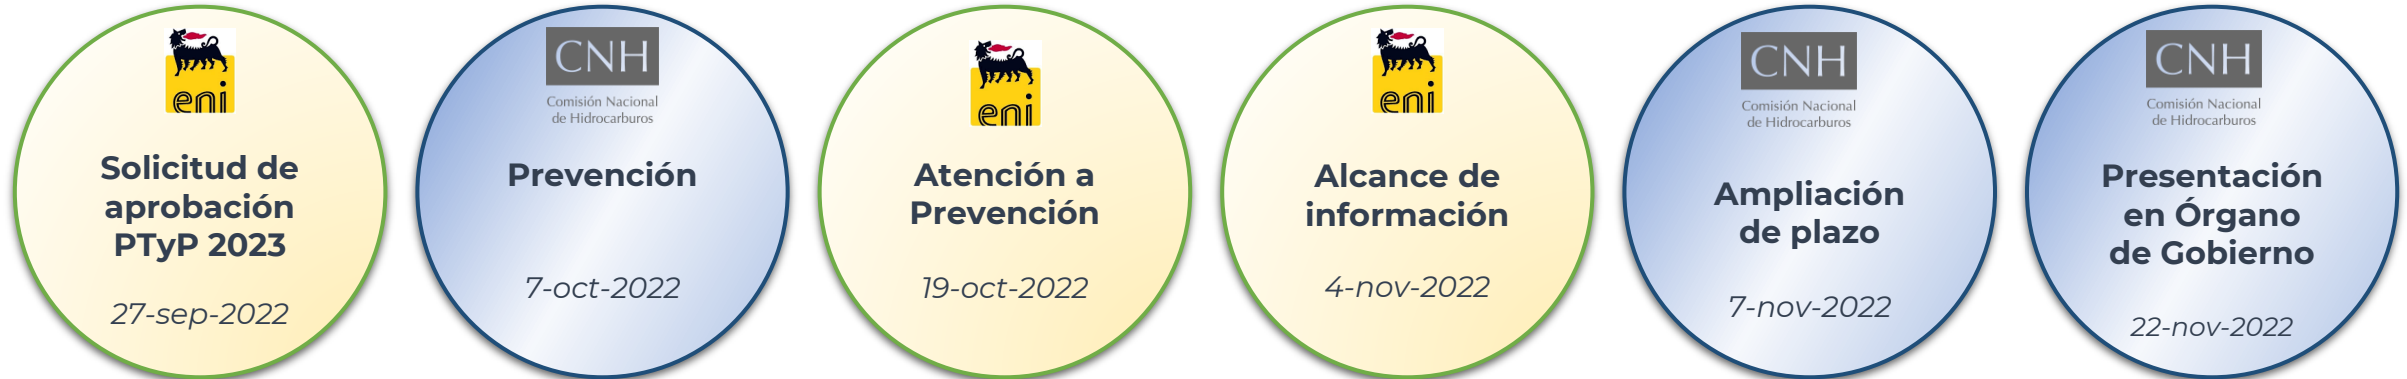 eni
Solicitud de
aprobación
PTyP 2023
27-sep-2022
CNH
Comisión Nacional
de Hidrocarburos
Prevención
7-oct-2022
eni
Atención a
Prevención
19-oct-2022
eni
Alcance de
información
4-nov-2022
CNH
Comisión Nacional
de Hidrocarburos
Ampliación
de plazo
7-nov-2022
CNH
Comisión Nacional
de Hidrocarburos
Presentación
en Órgano
de Gobierno
22-nov-2022